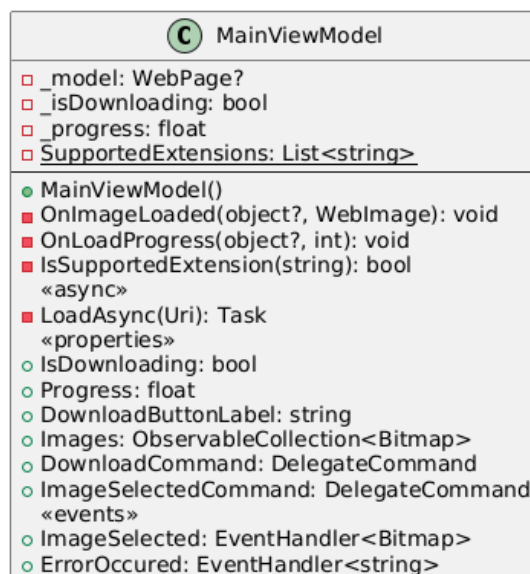 C MainViewModel
_model: WebPage?
_isDownloading: bool
_progress: float
SupportedExtensions: List<string>
MainViewModel()
OnImageLoaded(object?, WebImage): void
OnLoadProgress(object?, int): void
IsSupportedExtension(string): bool
«async»
LoadAsync(Uri): Task
«properties»
IsDownloading: bool
Progress: float
DownloadButtonLabel: string
Images: ObservableCollection<Bitmap>
DownloadCommand: DelegateCommand
ImageSelectedCommand: DelegateCommand
«events»
ImageSelected: EventHandler<Bitmap>
ErrorOccured: EventHandler<string>